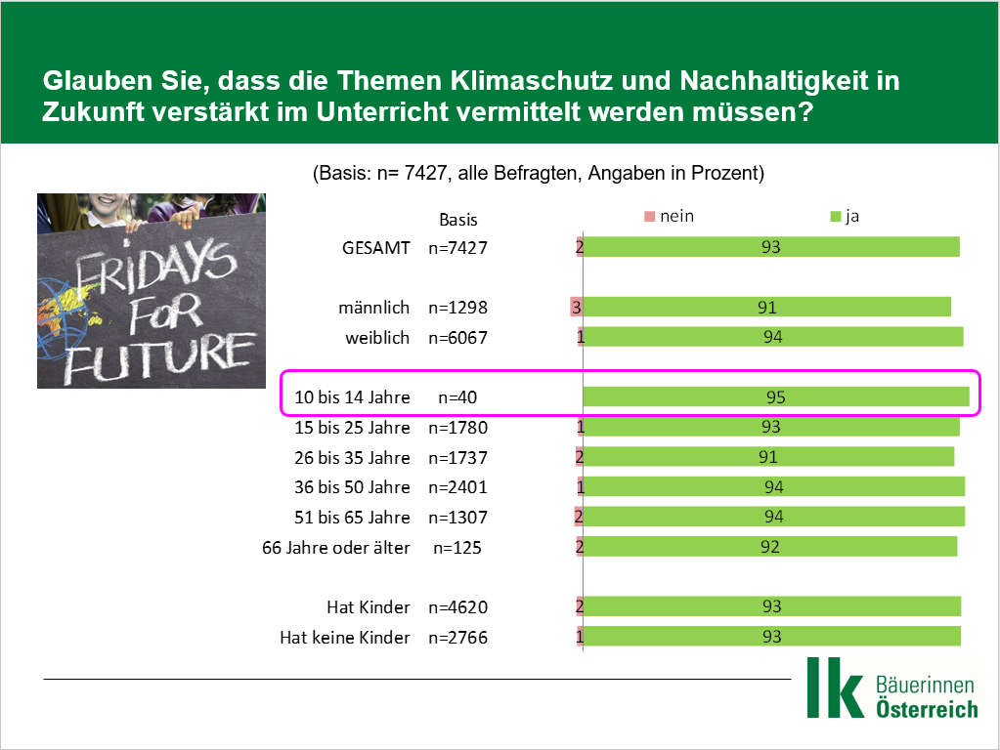 Glauben Sie, dass die Themen Klimaschutz und Nachhaltigkeit in
Zukunft verstärkt im Unterricht vermittelt werden müssen?
(Basis: n= 7427, alle Befragten, Angaben in Prozent)
FRIDAYS
FOR
FUTURE
Basis nein ja
GESAMT n=7427 2 93
männlich n=1298 3 91
weiblich n=6067 1 94
10 bis 14 Jahre n=40 95
15 bis 25 Jahre n=1780 1 93
26 bis 35 Jahre n=1737 2 91
36 bis 50 Jahre n=2401 1 94
51 bis 65 Jahre n=1307 2 94
66 Jahre oder älter n=125 2 92
Hat Kinder n=4620 2 93
Hat keine Kinder n=2766 1 93
lk Bäuerinnen
Österreich